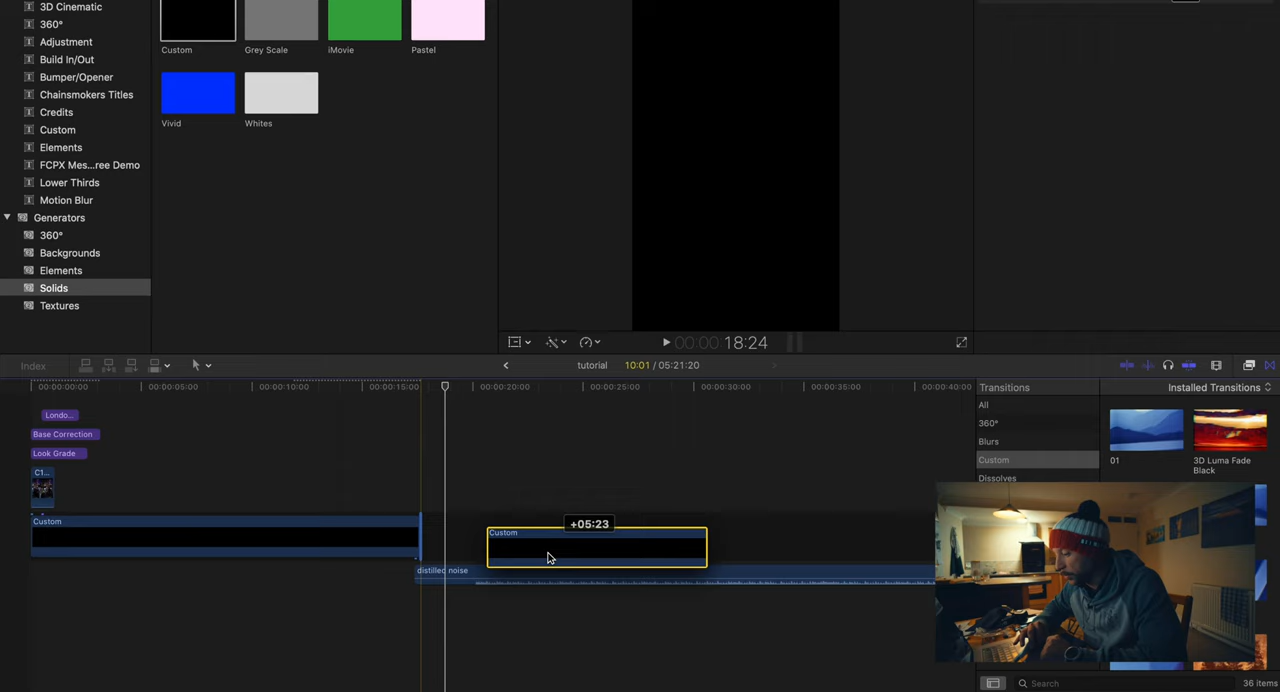 3D Cinematic
360°
Adjustment
Build In/Out
Bumper/Opener
Chainsmokers Titles
Credits
Custom
Elements
FCPX Mes...ree Demo
Lower Thirds
Motion Blur
Generators
360°
Backgrounds
Elements
Solids
Textures
Custom
Grey Scale
iMovie
Pastel
Vivid
Whites
00:00:18:24
Index
tutorial
10:01 / 05:21:20
00:00:00:00
00:00:05:00
00:00:10:00
00:00:15:00
00:00:20:00
00:00:25:00
00:00:30:00
00:00:35:00
00:00:40:00
Londo...
Base Correction
Look Grade
C1...
Custom
+05:23
Custom
distilled noise
Transitions
Installed Transitions
All
360°
Blurs
Custom
Dissolves
01
3D Luma Fade
Black
Search
36 items